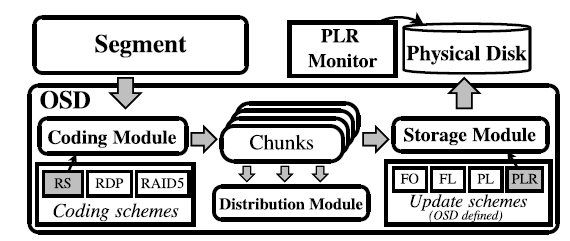 Segment
PLR
Monitor
Physical Disk
OSD
Coding Module
Chunks
Storage Module
RS RDP RAID5
Coding schemes
Distribution Module
FO FL PL PLR
Update schemes
(OSD defined)